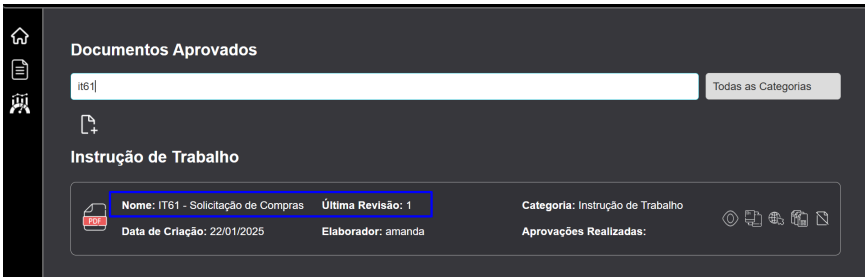 Documentos Aprovados
it61
Todas as Categorias
Instrução de Trabalho
PDF
Nome: IT61 - Solicitação de Compras Última Revisão: 1 Categoria: Instrução de Trabalho
Data de Criação: 22/01/2025 Elaborador: amanda Aprovações Realizadas: